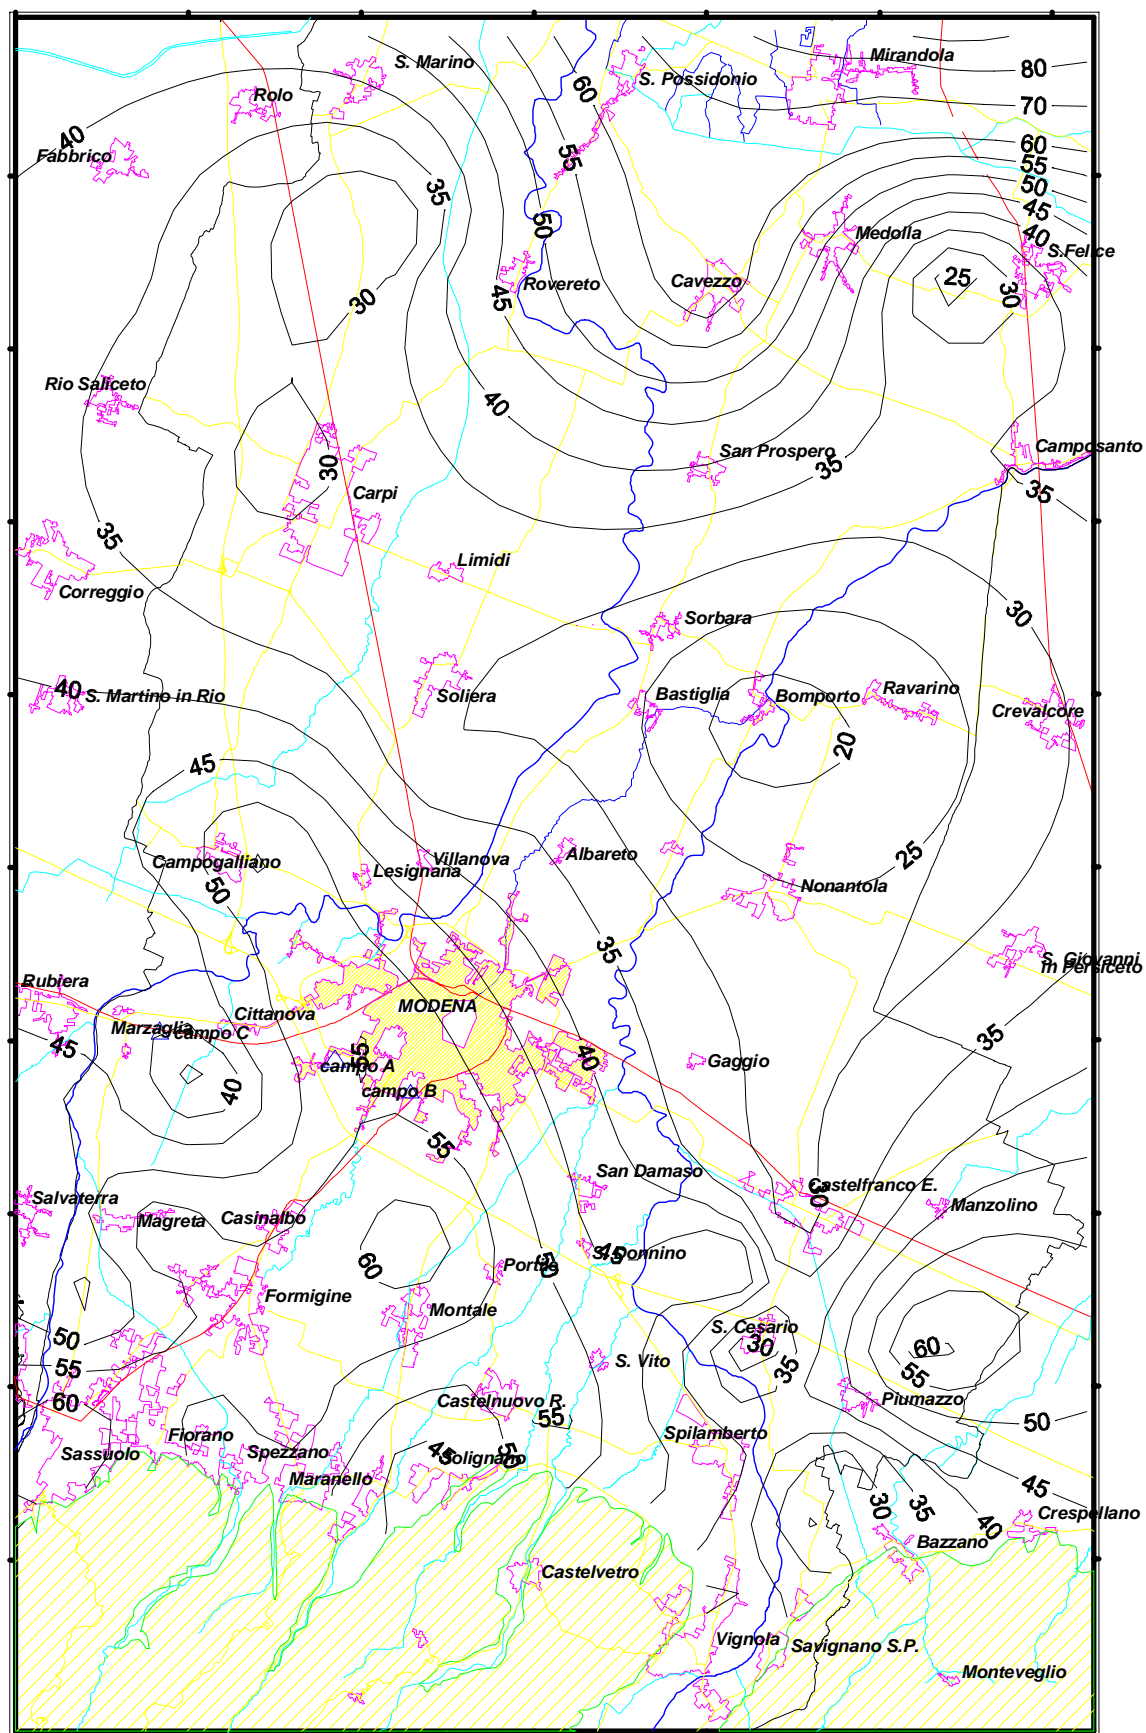 Mirandola
S. Marino
60
S. Possidonio
80
Rolo
70
40
Fabbrico
55
60
55
50
35
45
50
40
Medolla
S.Felice
25
30
45
Rovereto
Cavezzo
30
Rio Saliceto
40
San Prospero
35
Camposanto
30
35
Carpi
35
Limidi
Correggio
30
Sorbara
40
S. Martino in Rio
Soliera
Bastiglia
Bomporto
Ravarino
Crevalcore
20
45
Campogalliano
50
Lesignana
Villanova
Albareto
25
Nonantola
35
S. Giovanni
in Persiceto
Rubiera
MODENA
Cittanova
Marzaglia
campo C
35
45
55
campo A
40
Gaggio
40
campo B
55
San Damaso
Castelfranco E.
30
Salvaterra
Magreta
Casinalbo
Manzolino
60
45
S. Donnino
50
Portile
Formigine
Montale
50
S. Cesario
30
60
55
S. Vito
35
55
60
Castelnuovo R.
55
Piumazzo
50
Fiorano
Spilamberto
Sassuolo
Spezzano
45
Solignano
50
Maranello
45
30
35
40
Crespellano
Bazzano
Castelvetro
Vignola
Savignano S.P.
Monteveglio